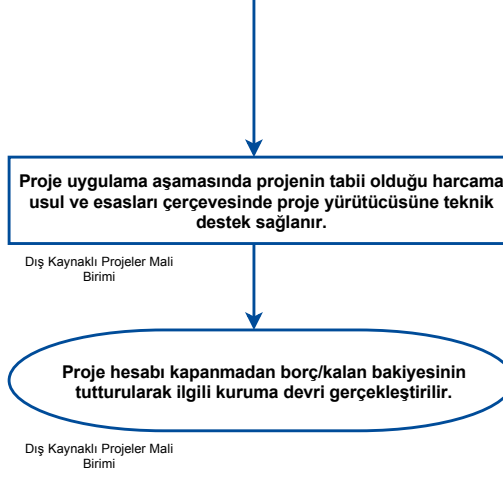 Proje uygulama aşamasında projenin tabii olduğu harcama
usul ve esasları çerçevesinde proje yürütücüsüne teknik
destek sağlanır.
Dış Kaynaklı Projeler Mali
Birimi
Proje hesabı kapanmadan borç/kalan bakiyesinin
tutturularak ilgili kuruma devri gerçekleştirilir.
Dış Kaynaklı Projeler Mali
Birimi